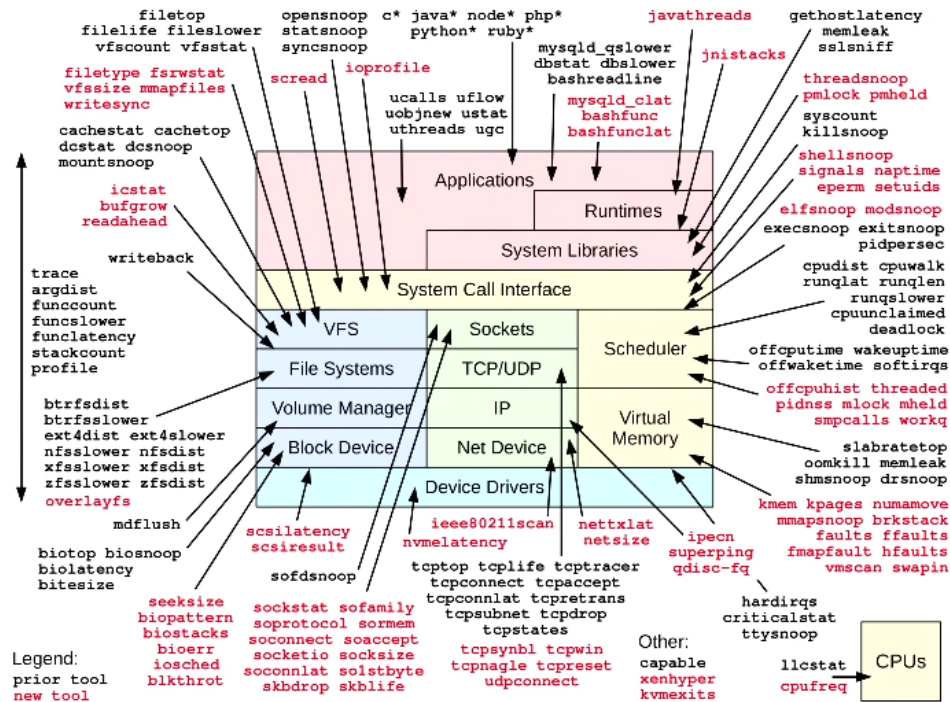 filetop
filelife fileslower
vfscount vfsstat
opensnoop
statsnoop
syncsnoop
c* java* node* php*
python* ruby*
javathreads
gethostlatency
memleak
sslsniff
filetype fsrwstat
vfssize mmapfiles
writesync
scread
ioprofile
mysqld_qslower
dbstat dbslower
bashreadline
jnistacks
threadsnoop
pmlock pmheld
ucalls uflow
uobjnew ustat
uthreads ugc
mysqld_clat
bashfunc
bashfunclat
syscount
killsnoop
cachestat cachetop
dcstat dcsnoop
mountsnoop
shellsnoop
signals naptime
eperm setuids
icstat
bufgrow
readahead
Applications
Runtimes
System Libraries
System Call Interface
elfsnoop modsnoop
execsnoop exitsnoop
pidpersec
writeback
trace
argdist
funccount
funcslower
funclatency
stackcount
profile
cpudist cpuwalk
runqlat runqlen
runqslower
cpuunclaimed
deadlock
VFS
Sockets
Scheduler
File Systems
TCP/UDP
offcputime wakeuptime
offwaketime softirqs
Volume Manager
IP
Virtual
Memory
offcpuhist threaded
pidnss mlock mheld
smpcalls workq
btrfsdist
btrfsslower
ext4dist ext4slower
nfsslower nfsdist
xfsslower xfsdist
zfsslower zfsdist
overlayfs
Block Device
Net Device
slabratetop
oomkill memleak
shmsnoop drsnoop
Device Drivers
mdflush
scsilatency
scsiresult
ieee80211scan
nvmelatency
nettxlat
netsize
ipecn
superping
qdisc-fq
kmem kpages numamove
mmapsnoop brkstack
faults ffaults
fmapfault hfaults
vmscan swapin
biotop biosnoop
biolatency
bitesize
sofdsnoop
tcptop tcplife tcptracer
tcpconnect tcpaccept
tcpconnlat tcpretrans
tcpsubnet tcpdrop
tcpstates
hardirqs
criticalstat
ttysnoop
seeksize
biopattern
biostacks
bioerr
iosched
blkthrot
sockstat sofamily
soprotocol sormem
soconnect soaccept
socketio socksize
soconnlat so1stbyte
skbdrop skblife
tcpsynbl tcpwin
tcpnagle tcpreset
udpconnect
Other:
capable
xenhyper
kvmexits
llcstat
cpufreq
CPUs
Legend:
prior tool
new tool